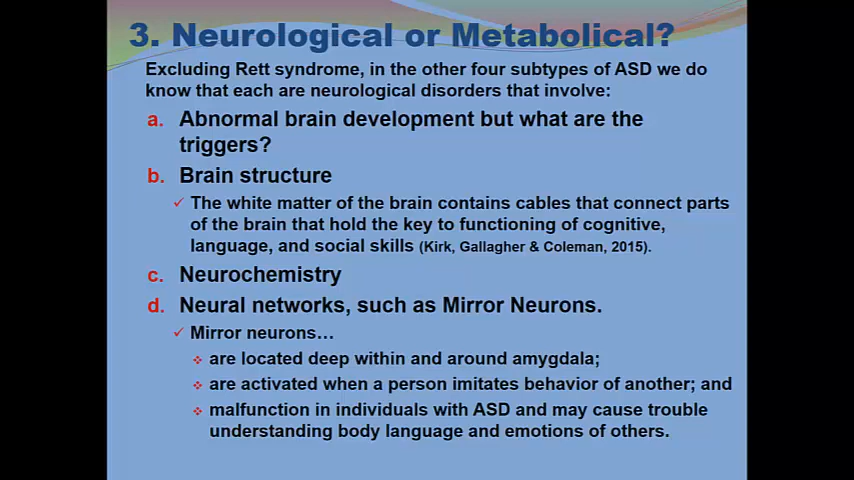 3. Neurological or Metabolical?
Excluding Rett syndrome, in the other four subtypes of ASD we do
know that each are neurological disorders that involve:
a. Abnormal brain development but what are the
triggers?
b. Brain structure
✓ The white matter of the brain contains cables that connect parts
of the brain that hold the key to functioning of cognitive,
language, and social skills (Kirk, Gallagher & Coleman, 2015).
c. Neurochemistry
d. Neural networks, such as Mirror Neurons.
✓ Mirror neurons…
❖ are located deep within and around amygdala;
❖ are activated when a person imitates behavior of another; and
❖ malfunction in individuals with ASD and may cause trouble
understanding body language and emotions of others.